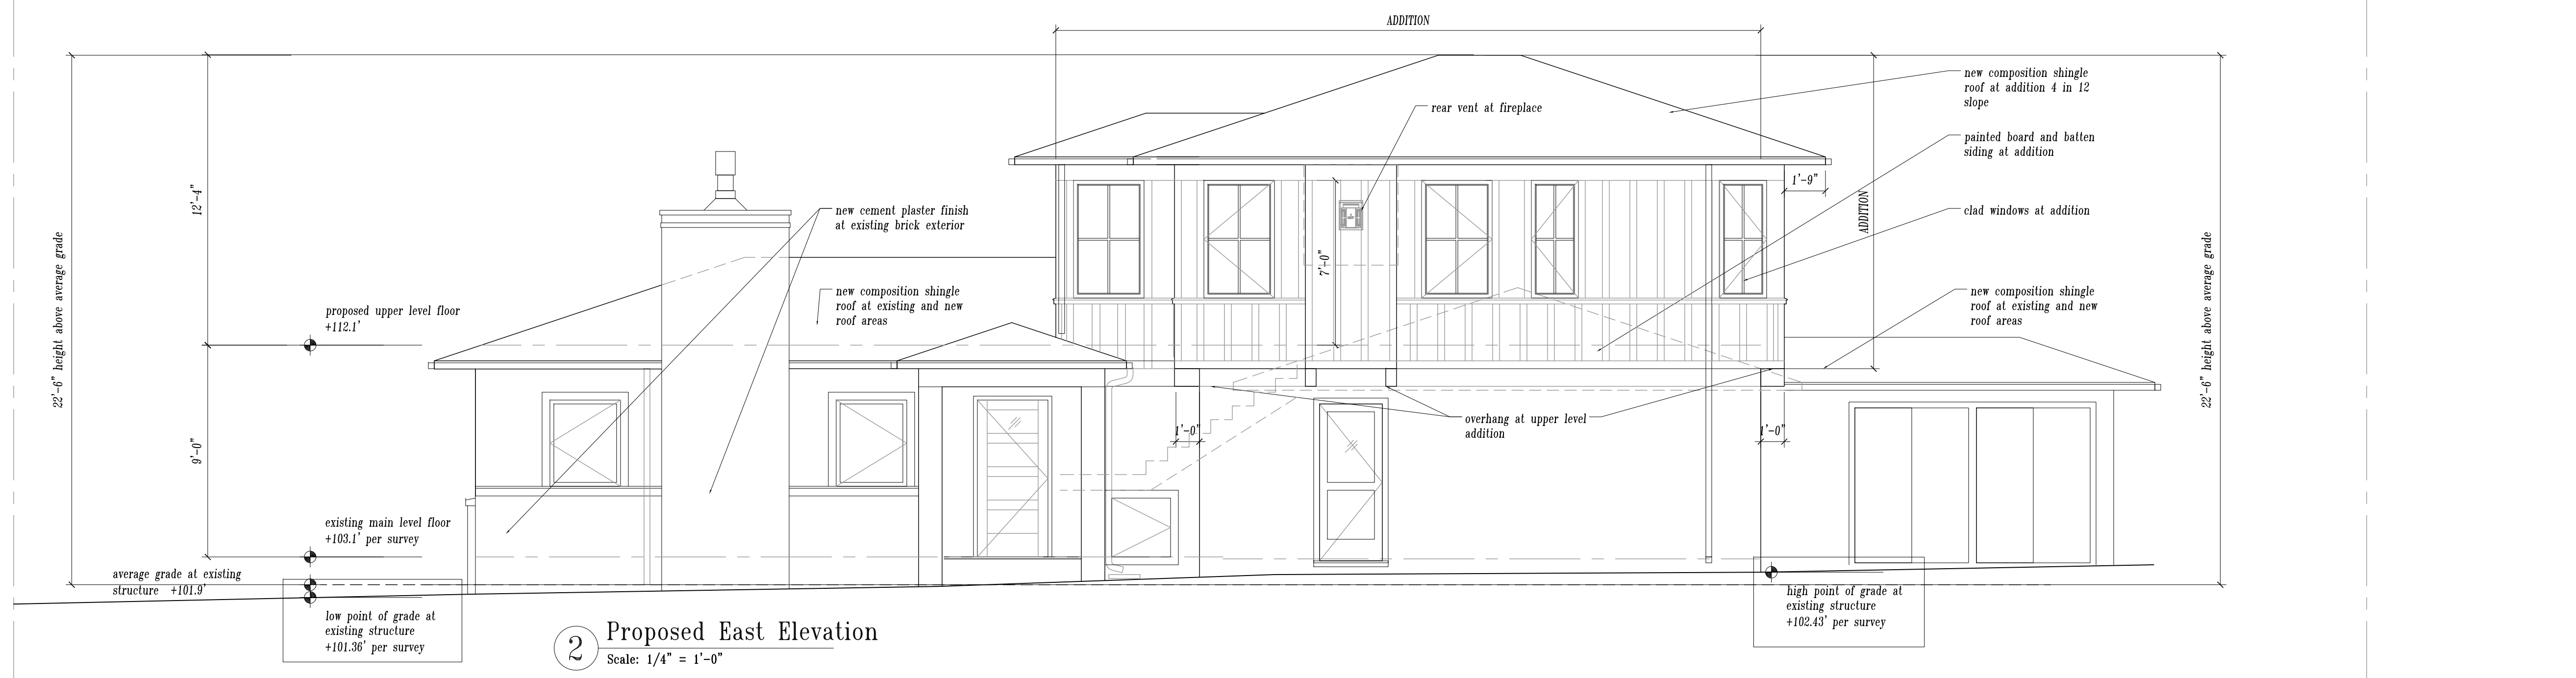 ADDITION
new composition shingle
roof at addition 4 in 12
slope
rear vent at fireplace
painted board and batten
siding at addition
1'-9"
ADDITION
12'-4"
new cement plaster finish
at existing brick exterior
clad windows at addition
22'-6" height above average grade
22'-6" height above average grade
7'-0"
new composition shingle
roof at existing and new
roof areas
new composition shingle
roof at existing and new
roof areas
proposed upper level floor
+112.1'
9'-0"
1'-0"
overhang at upper level
addition
1'-0"
existing main level floor
+103.1' per survey
average grade at existing
structure +101.9'
low point of grade at
existing structure
+101.36' per survey
high point of grade at
existing structure
+102.43' per survey
2
Proposed East Elevation
Scale: 1/4" = 1'-0"